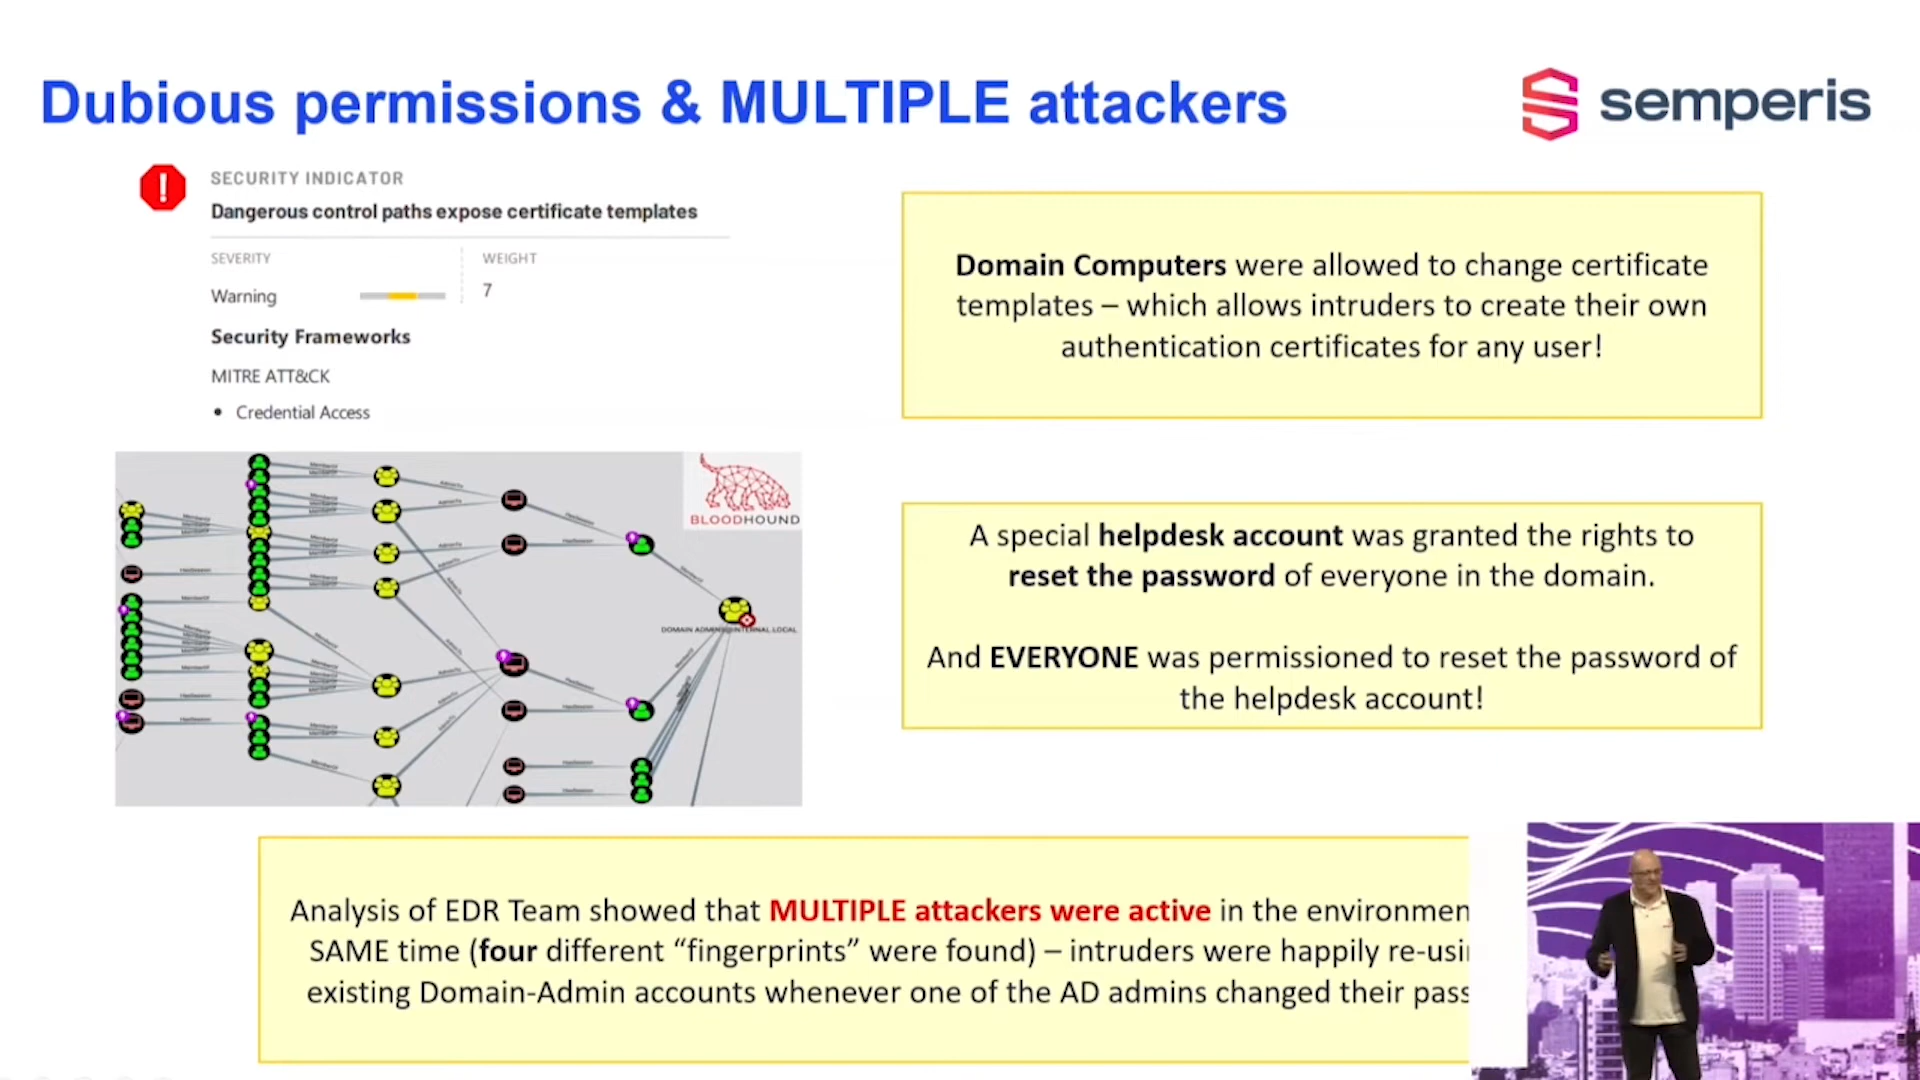 Dubious permissions & MULTIPLE attackers
semperis
SECURITY INDICATOR
Dangerous control paths expose certificate templates
SEVERITY
WEIGHT
Warning
7
Security Frameworks
MITRE ATT&CK
• Credential Access
Domain Computers were allowed to change certificate
templates – which allows intruders to create their own
authentication certificates for any user!
BLOODHOUND
A special helpdesk account was granted the rights to
reset the password of everyone in the domain.
And EVERYONE was permissioned to reset the password of
the helpdesk account!
Analysis of EDR Team showed that MULTIPLE attackers were active in the environmen
SAME time (four different “fingerprints” were found) – intruders were happily re-usi
existing Domain-Admin accounts whenever one of the AD admins changed their pass